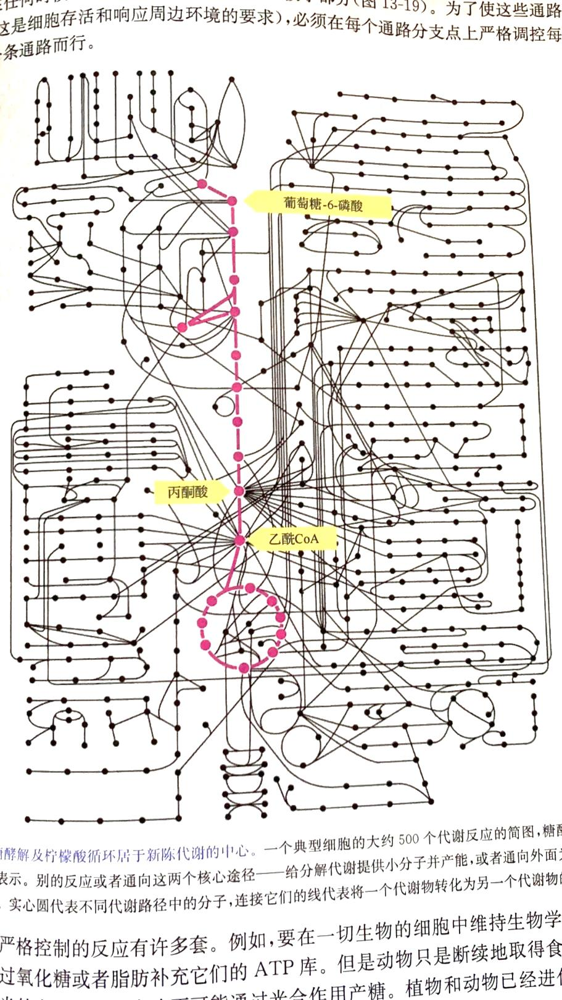 部分(图 13-19)。为了使这些通路
这是细胞存活和响应周边环境的要求),必须在每个通路分支点上严格调控每
条通路而行。
葡萄糖-6-磷酸
丙酮酸
乙酰CoA
酵解及柠檬酸循环居于新陈代谢的中心。一个典型细胞的大约 500 个代谢反应的简图,糖酵
表示。别的反应或者通向这两个核心途径——给分解代谢提供小分子并产能,或者通向外面
。实心圆代表不同代谢路径中的分子,连接它们的线代表将一个代谢物转化为另一个代谢物的
严格控制的反应有许多套。例如,要在一切生物的细胞中维持生物学
过氧化糖或者脂肪补充它们的 ATP 库。但是动物只是断续地取得食
可能通过光合作用产糖。植物和动物已经进化